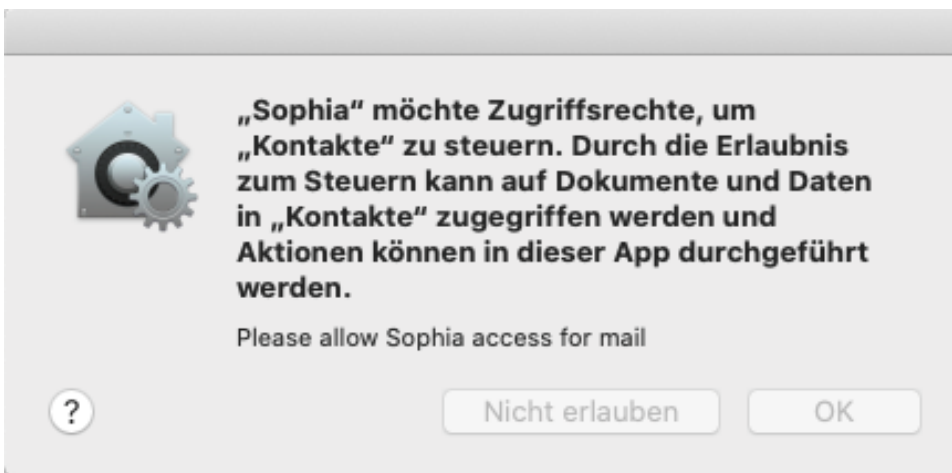 „Sophia“ möchte Zugriffsrechte, um
„Kontakte“ zu steuern. Durch die Erlaubnis
zum Steuern kann auf Dokumente und Daten
in „Kontakte“ zugegriffen werden und
Aktionen können in dieser App durchgeführt
werden.
Please allow Sophia access for mail
?
Nicht erlauben
OK